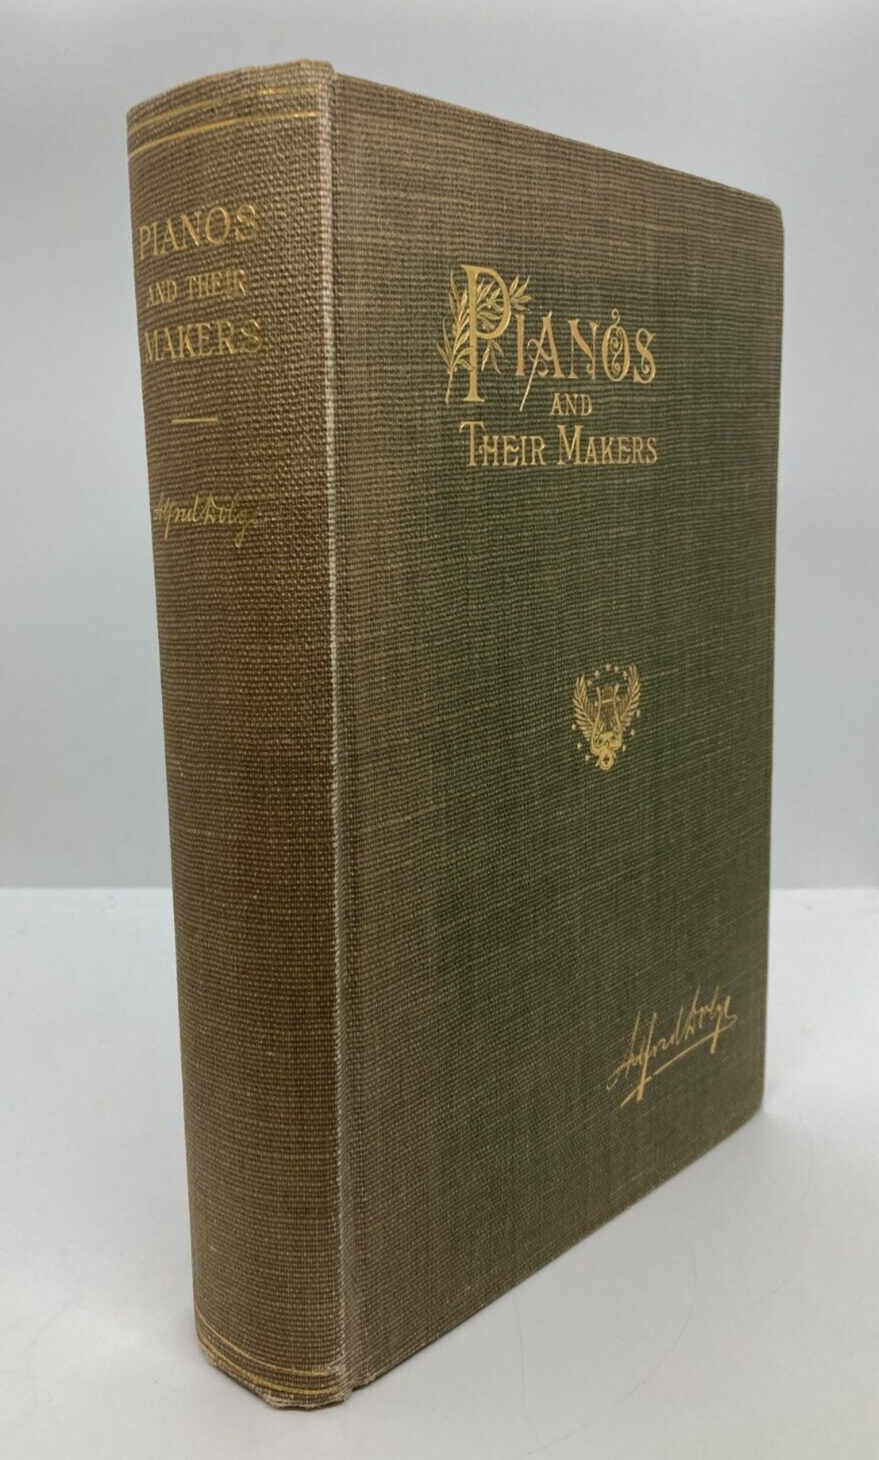 PIANOS
AND THEIR
MAKERS
Alfred Dolge
PIANOS
AND
THEIR MAKERS
Alfred Dolge